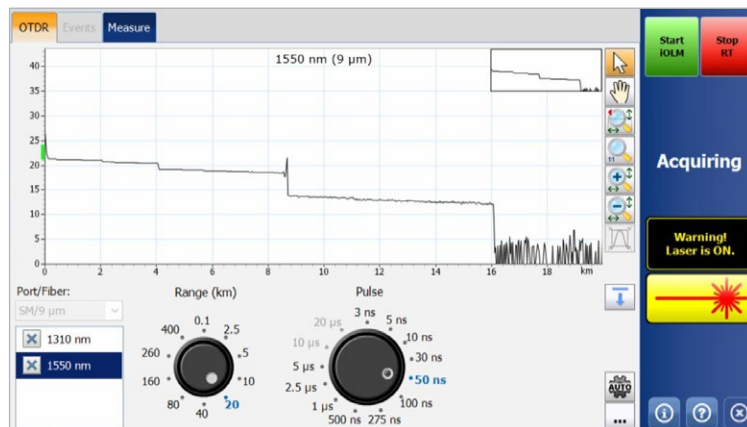 OTDR Events Measure
1550 nm (9 µm)
40
35
30
25
20
15
10
5
0
0 2 4 6 8 10 12 14 16 18 km
Port/Fiber:
SM/9 µm
1310 nm
1550 nm
Range (km)
0.1
2.5
5
10
20
40
80
160
260
400
Pulse
3 ns
5 ns
10 ns
30 ns
50 ns
100 ns
275 ns
500 ns
1 µs
2.5 µs
5 µs
10 µs
20 µs
1:1
AUTO
...
Start
iOLM
Stop
RT
Acquiring
Warning!
Laser is ON.
i ? x